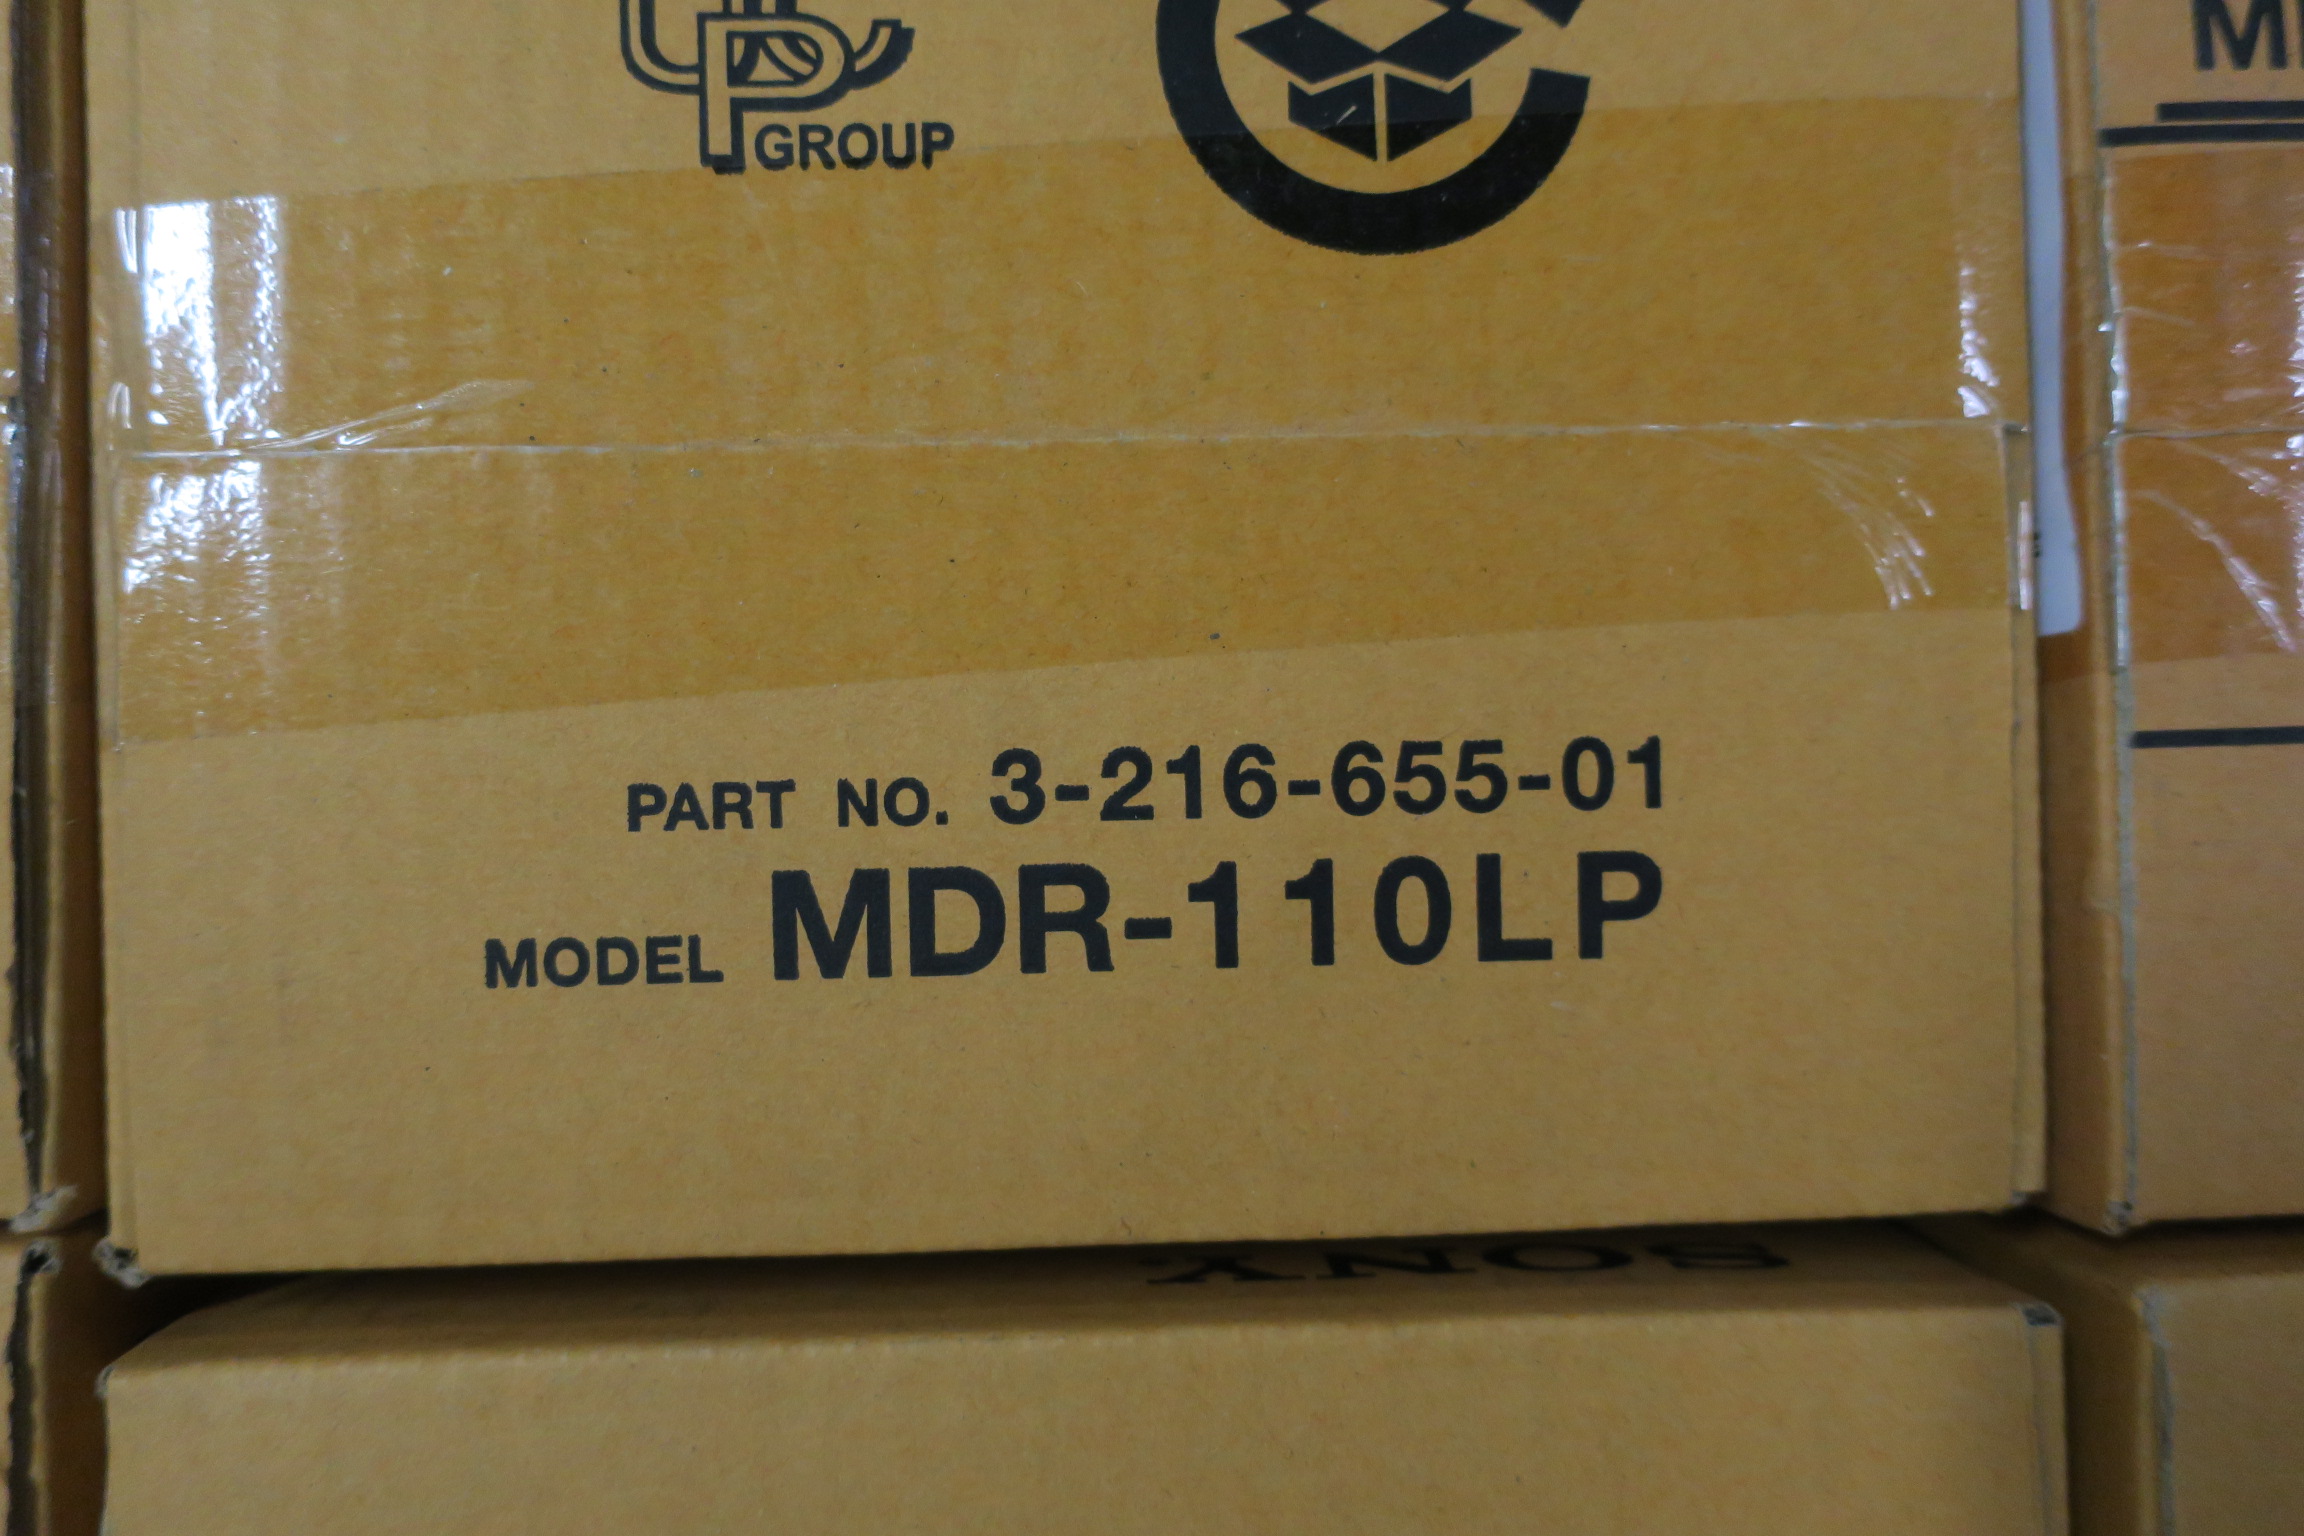 GROUP
PART NO. 3-216-655-01
MODEL MDR-110LP
SONY